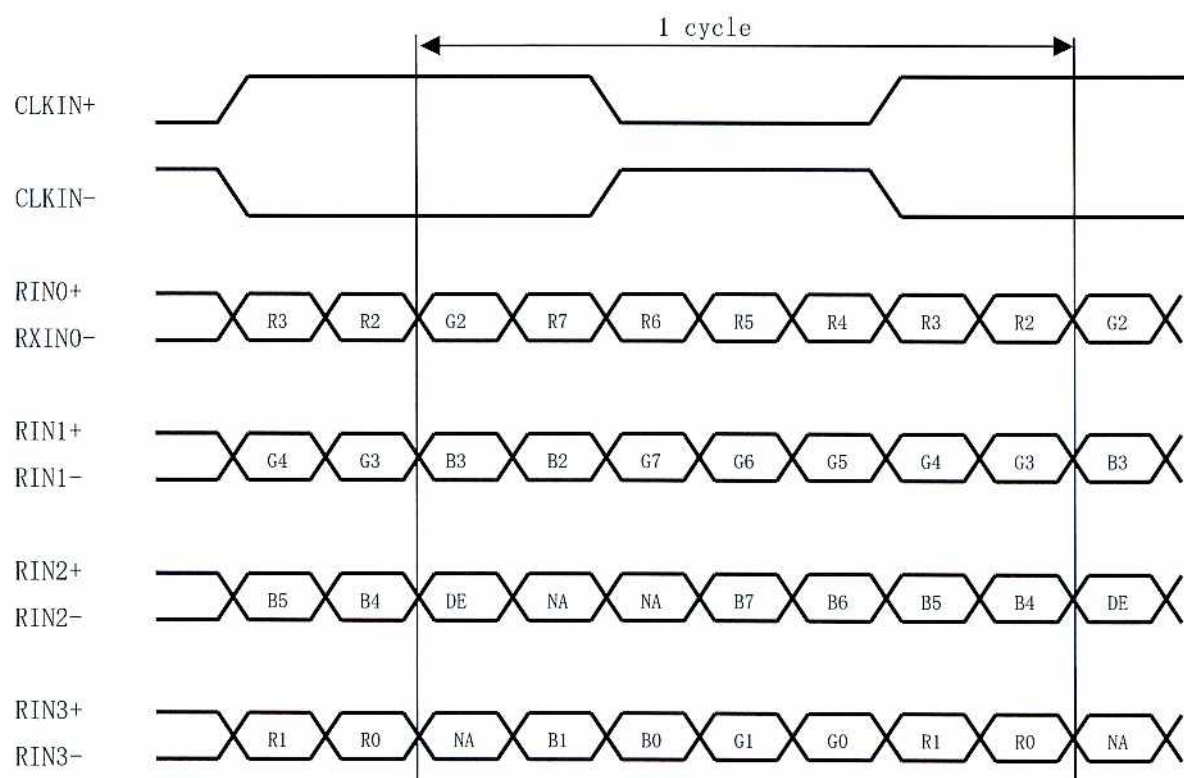 1 cycle
CLKIN+
CLKIN-
RIN0+
RXIN0-
R3 R2 G2 R7 R6 R5 R4 R3 R2 G2
RIN1+
RIN1-
G4 G3 B3 B2 G7 G6 G5 G4 G3 B3
RIN2+
RIN2-
B5 B4 DE NA NA B7 B6 B5 B4 DE
RIN3+
RIN3-
R1 R0 NA B1 B0 G1 G0 R1 R0 NA